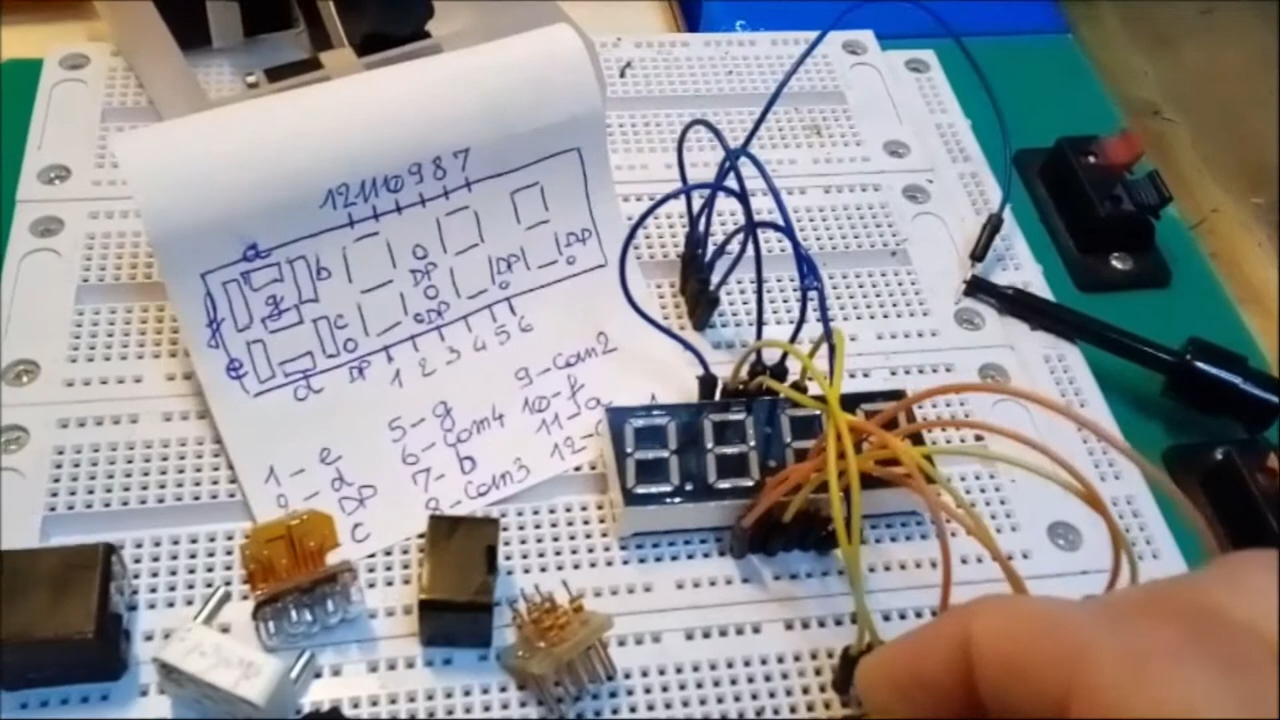 12 11 10 9 8 7
a
b
f
g
DP
DP
c
DP
e
d
DP
1 2 3 4 5 6
1-e
d
DP
c
5-g
6-com4
7-b
8-com3
9-com2
10-f
11-a
12-